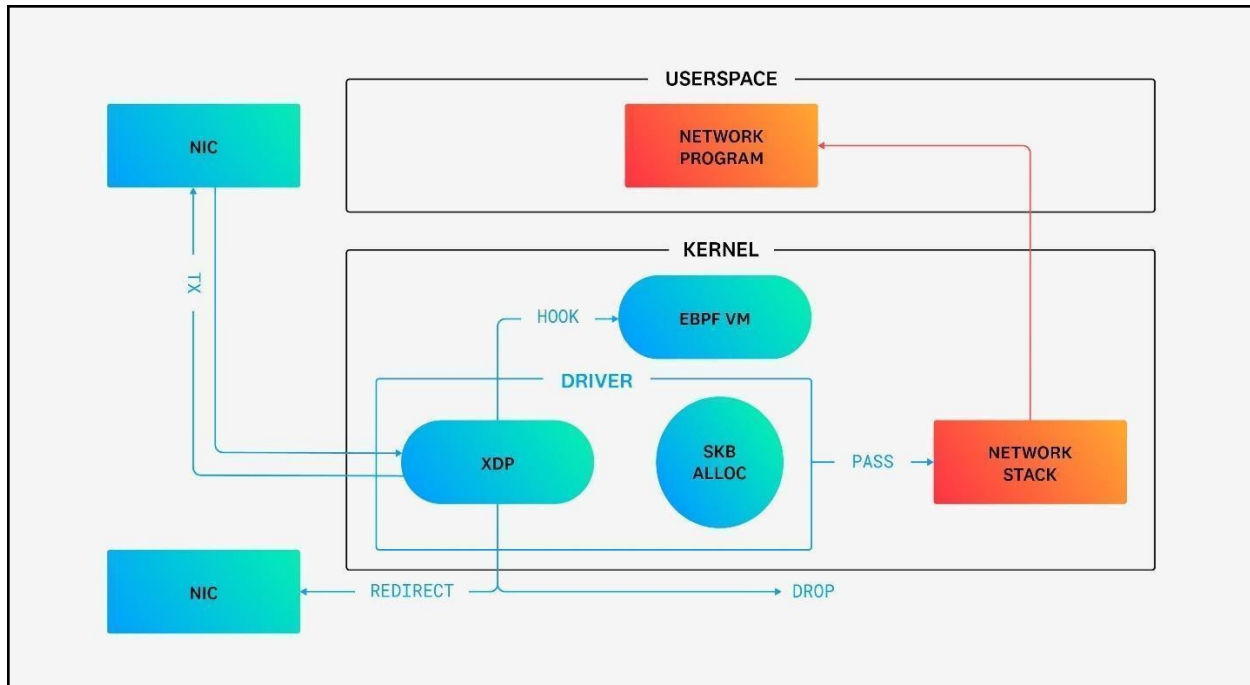 USERSPACE
NIC
NETWORK
PROGRAM
KERNEL
TX
HOOK
EBPF VM
DRIVER
XDP
SKB
ALLOC
PASS
NETWORK
STACK
NIC
REDIRECT
DROP